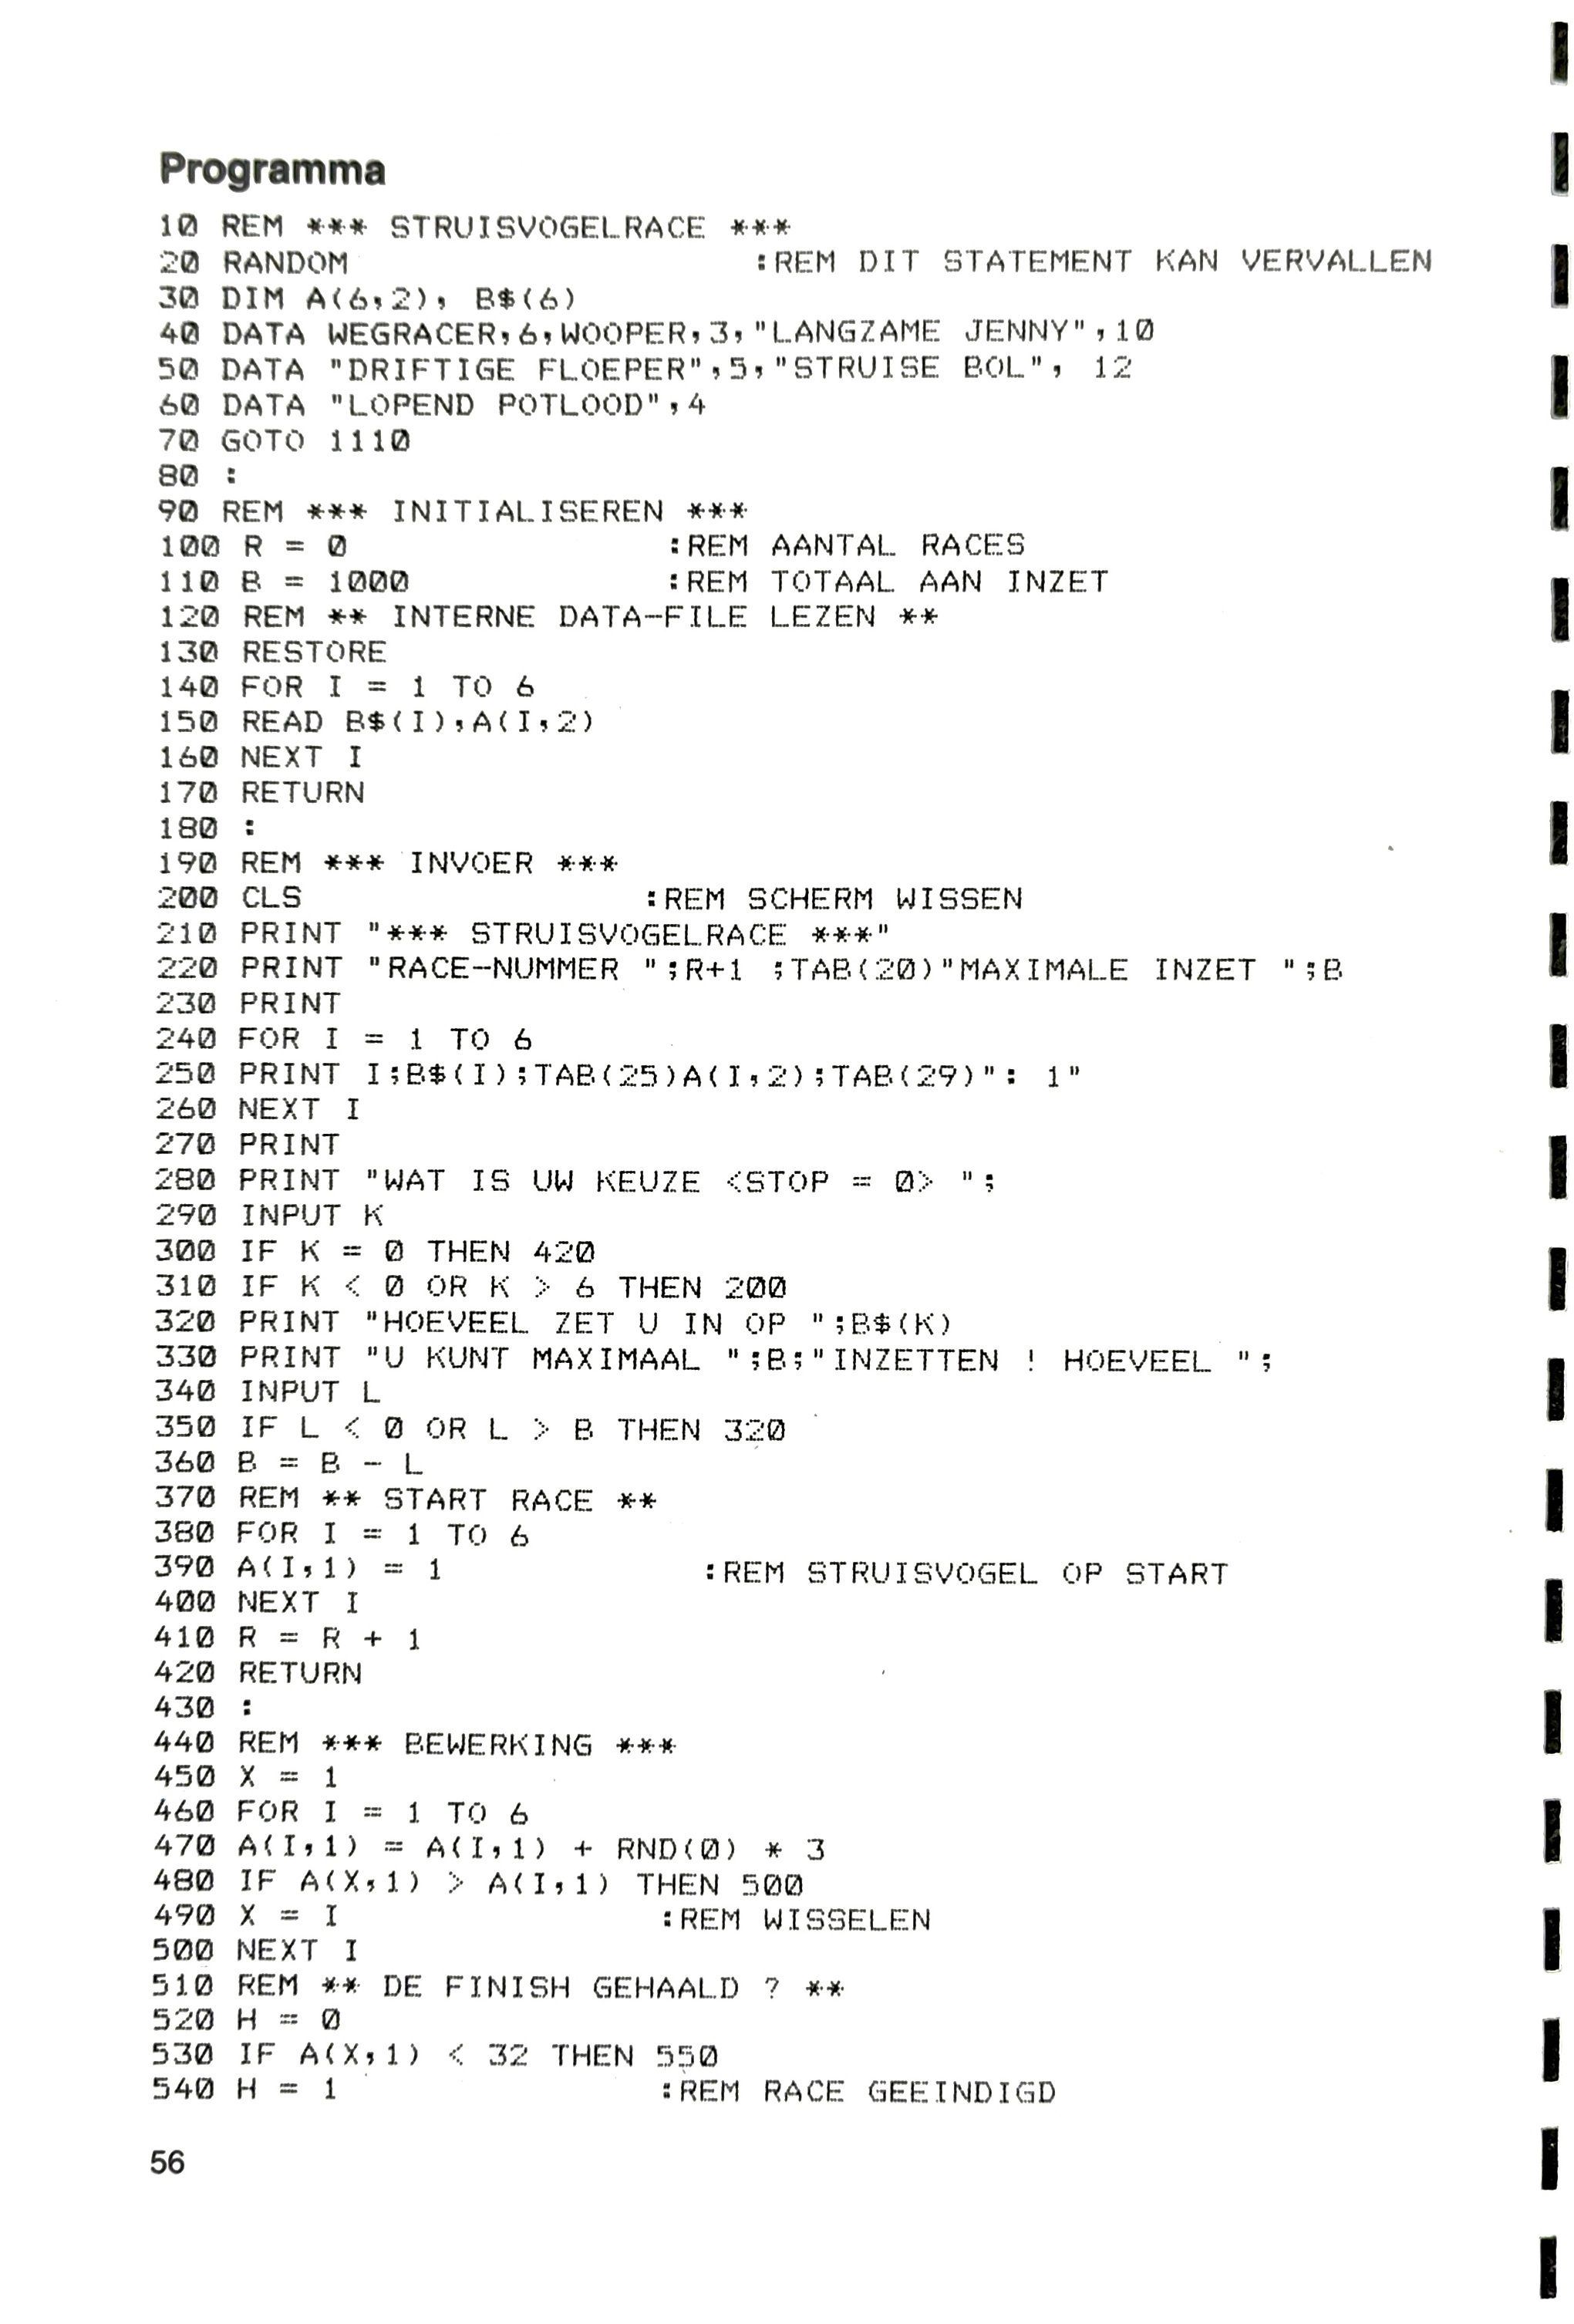 Programma
10 REM *** STRUISVOGELRACE ***
20 RANDOM :REM DIT STATEMENT KAN VERVALLEN
30 DIM A(6,2), B$(6)
40 DATA WEGRACER,6,WOOPER,3,"LANGZAME JENNY",10
50 DATA "DRIFTIGE FLOEPER",5,"STRUISE BOL", 12
60 DATA "LOPEND POTLOOD",4
70 GOTO 1110
80 :
90 REM *** INITIALISEREN ***
100 R = 0 :REM AANTAL RACES
110 B = 1000 :REM TOTAAL AAN INZET
120 REM ** INTERNE DATA-FILE LEZEN **
130 RESTORE
140 FOR I = 1 TO 6
150 READ B$(I),A(I,2)
160 NEXT I
170 RETURN
180 :
190 REM *** INVOER ***
200 CLS :REM SCHERM WISSEN
210 PRINT "*** STRUISVOGELRACE ***"
220 PRINT "RACE-NUMMER ";R+1 ;TAB(20)"MAXIMALE INZET ";B
230 PRINT
240 FOR I = 1 TO 6
250 PRINT I;B$(I);TAB(25)A(I,2);TAB(29)": 1"
260 NEXT I
270 PRINT
280 PRINT "WAT IS UW KEUZE <STOP = 0> ";
290 INPUT K
300 IF K = 0 THEN 420
310 IF K < 0 OR K > 6 THEN 200
320 PRINT "HOEVEEL ZET U IN OP ";B$(K)
330 PRINT "U KUNT MAXIMAAL ";B;"INZETTEN ! HOEVEEL ";
340 INPUT L
350 IF L < 0 OR L > B THEN 320
360 B = B - L
370 REM ** START RACE **
380 FOR I = 1 TO 6
390 A(I,1) = 1 :REM STRUISVOGEL OP START
400 NEXT I
410 R = R + 1
420 RETURN
430 :
440 REM *** BEWERKING ***
450 X = 1
460 FOR I = 1 TO 6
470 A(I,1) = A(I,1) + RND(0) * 3
480 IF A(X,1) > A(I,1) THEN 500
490 X = I :REM WISSELEN
500 NEXT I
510 REM ** DE FINISH GEHAALD ? **
520 H = 0
530 IF A(X,1) < 32 THEN 550
540 H = 1 :REM RACE GEEINDIGD
56